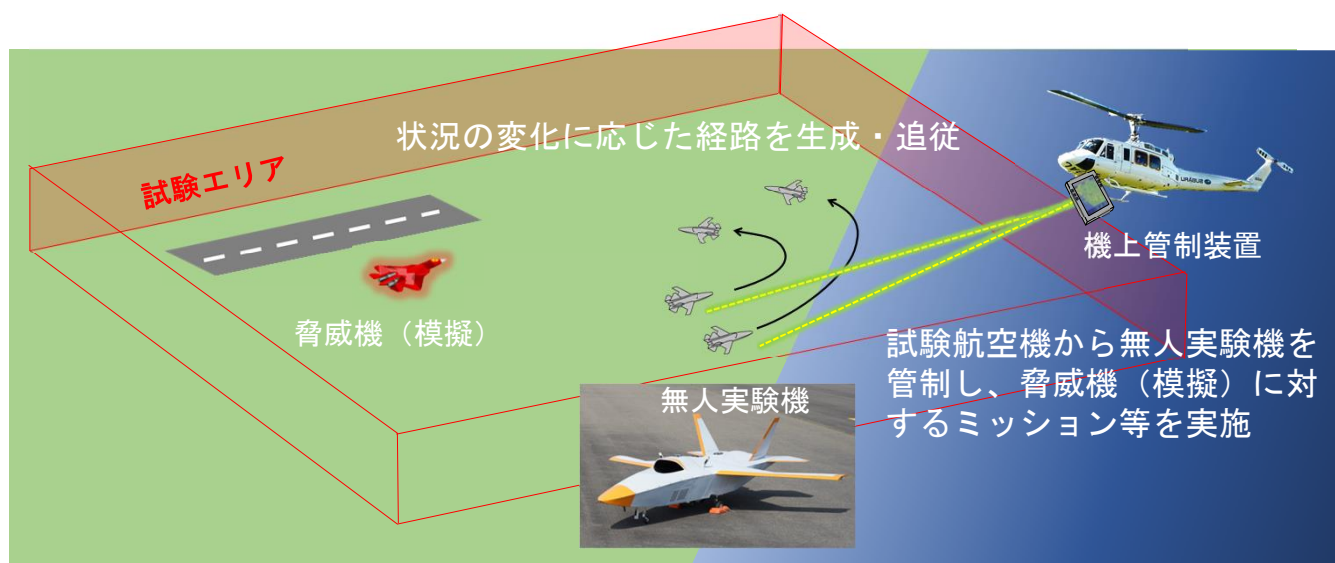 状況の変化に応じた経路を生成・追従
試験エリア
脅威機（模擬）
機上管制装置
試験航空機から無人実験機を
管制し、脅威機（模擬）に対
するミッション等を実施
無人実験機
SUBARU